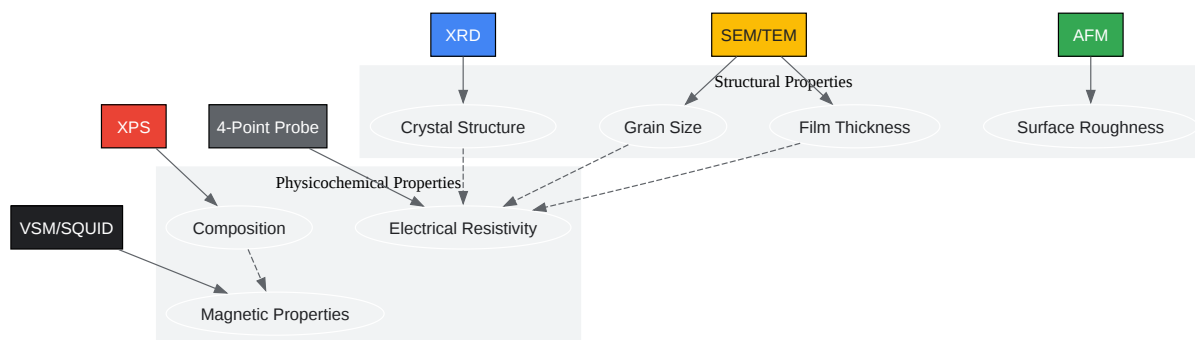 XRD
SEM/TEM
AFM
Structural Properties
XPS
4-Point Probe
Crystal Structure
Grain Size
Film Thickness
Surface Roughness
Physicochemical Properties
VSM/SQUID
Composition
Electrical Resistivity
Magnetic Properties